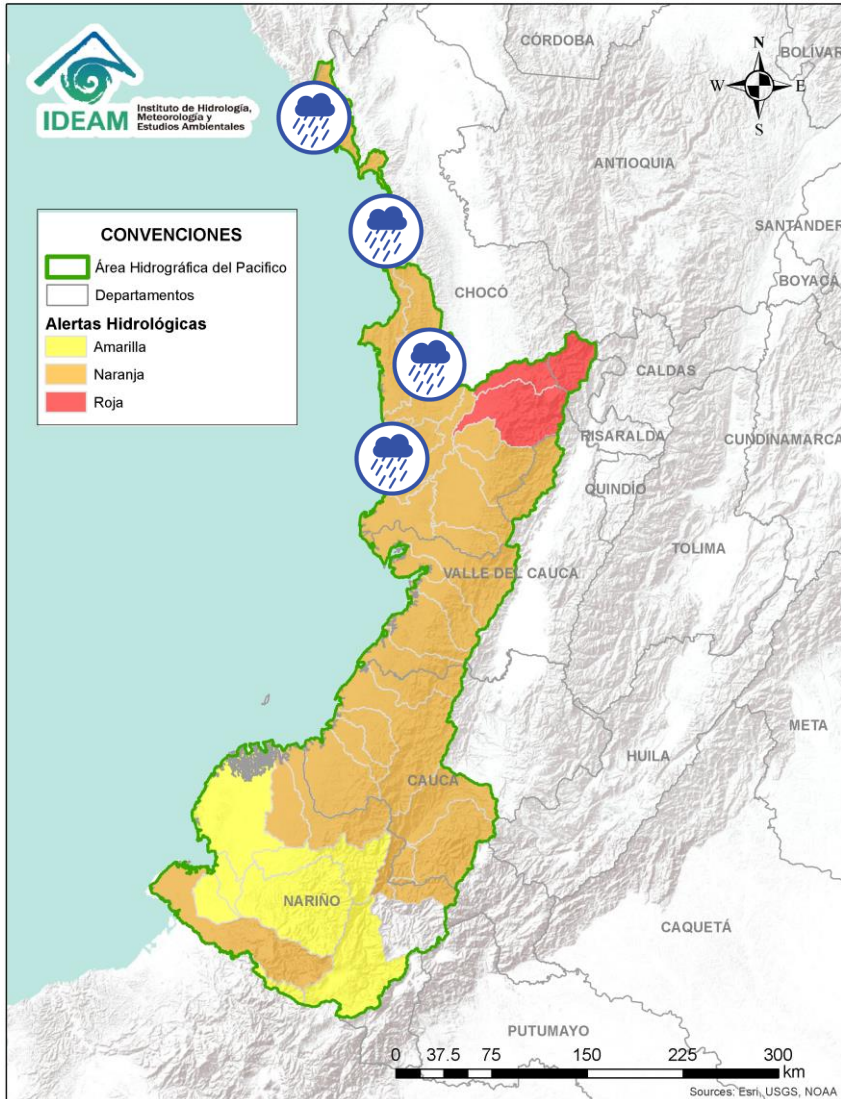 IDEAM
Instituto de Hidrología,
Meteorología y
Estudios Ambientales
CÓRDOBA
BOLÍVAR
N
W
E
S
ANTIOQUIA
SANTANDER
BOYACÁ
CONVENCIONES
Área Hidrográfica del Pacifico
Departamentos
Alertas Hidrológicas
Amarilla
Naranja
Roja
CHOCÓ
CALDAS
RISARALDA
CUNDINAMARCA
QUINDÍO
TOLIMA
VALLE DEL CAUCA
META
HUILA
CAUCA
NARIÑO
CAQUETÁ
PUTUMAYO
0 37.5 75 150 225 300
km
Sources: Esri, USGS, NOAA